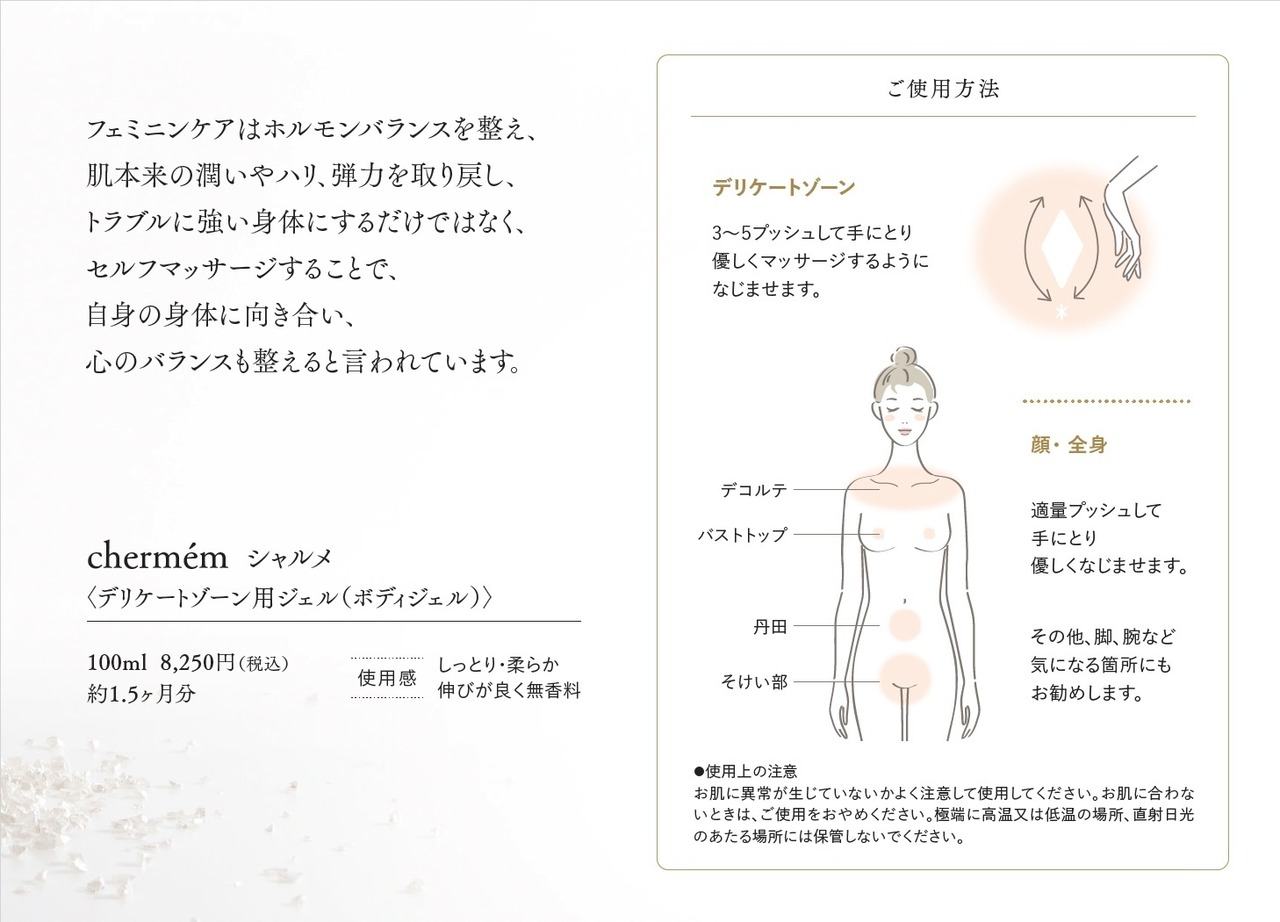 フェミニンケアはホルモンバランスを整え、
肌本来の潤いやハリ、弾力を取り戻し、
トラブルに強い身体にするだけではなく、
セルフマッサージすることで、
自身の身体に向き合い、
心のバランスも整えると言われています。
chermém シャルメ
〈デリケートゾーン用ジェル(ボディジェル)〉
100ml 8,250円(税込)
約1.5ヶ月分
使用感
しっとり・柔らか
伸びが良く無香料
ご使用方法
デリケートゾーン
3〜5プッシュして手にとり
優しくマッサージするように
なじませます。
デコルテ
バストトップ
丹田
そけい部
顔・全身
適量プッシュして
手にとり
優しくなじませます。
その他、脚、腕など
気になる箇所にも
お勧めします。
●使用上の注意
お肌に異常が生じていないかよく注意して使用してください。お肌に合わな
いときは、ご使用をおやめください。極端に高温又は低温の場所、直射日光
のあたる場所には保管しないでください。